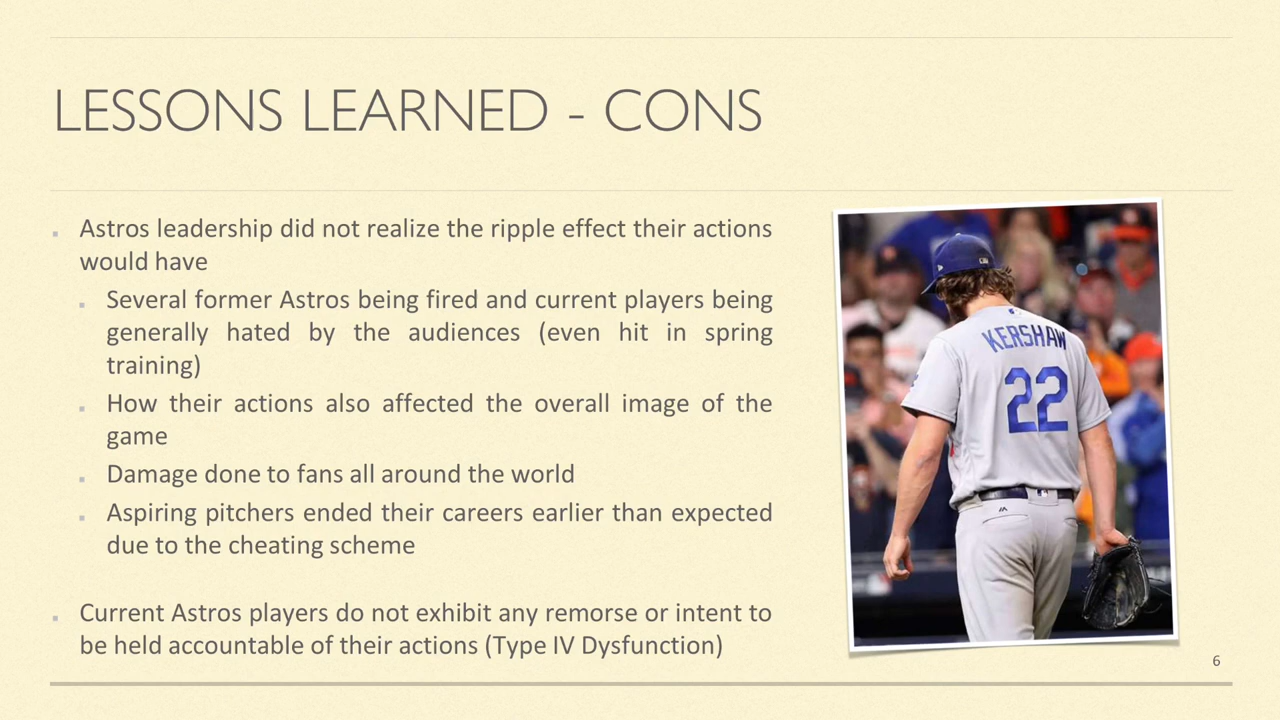 LESSONS LEARNED - CONS
Astros leadership did not realize the ripple effect their actions
would have
Several former Astros being fired and current players being
generally hated by the audiences (even hit in spring
training)
How their actions also affected the overall image of the
game
Damage done to fans all around the world
Aspiring pitchers ended their careers earlier than expected
due to the cheating scheme
Current Astros players do not exhibit any remorse or intent to
be held accountable of their actions (Type IV Dysfunction)
KERSHAW
22
6